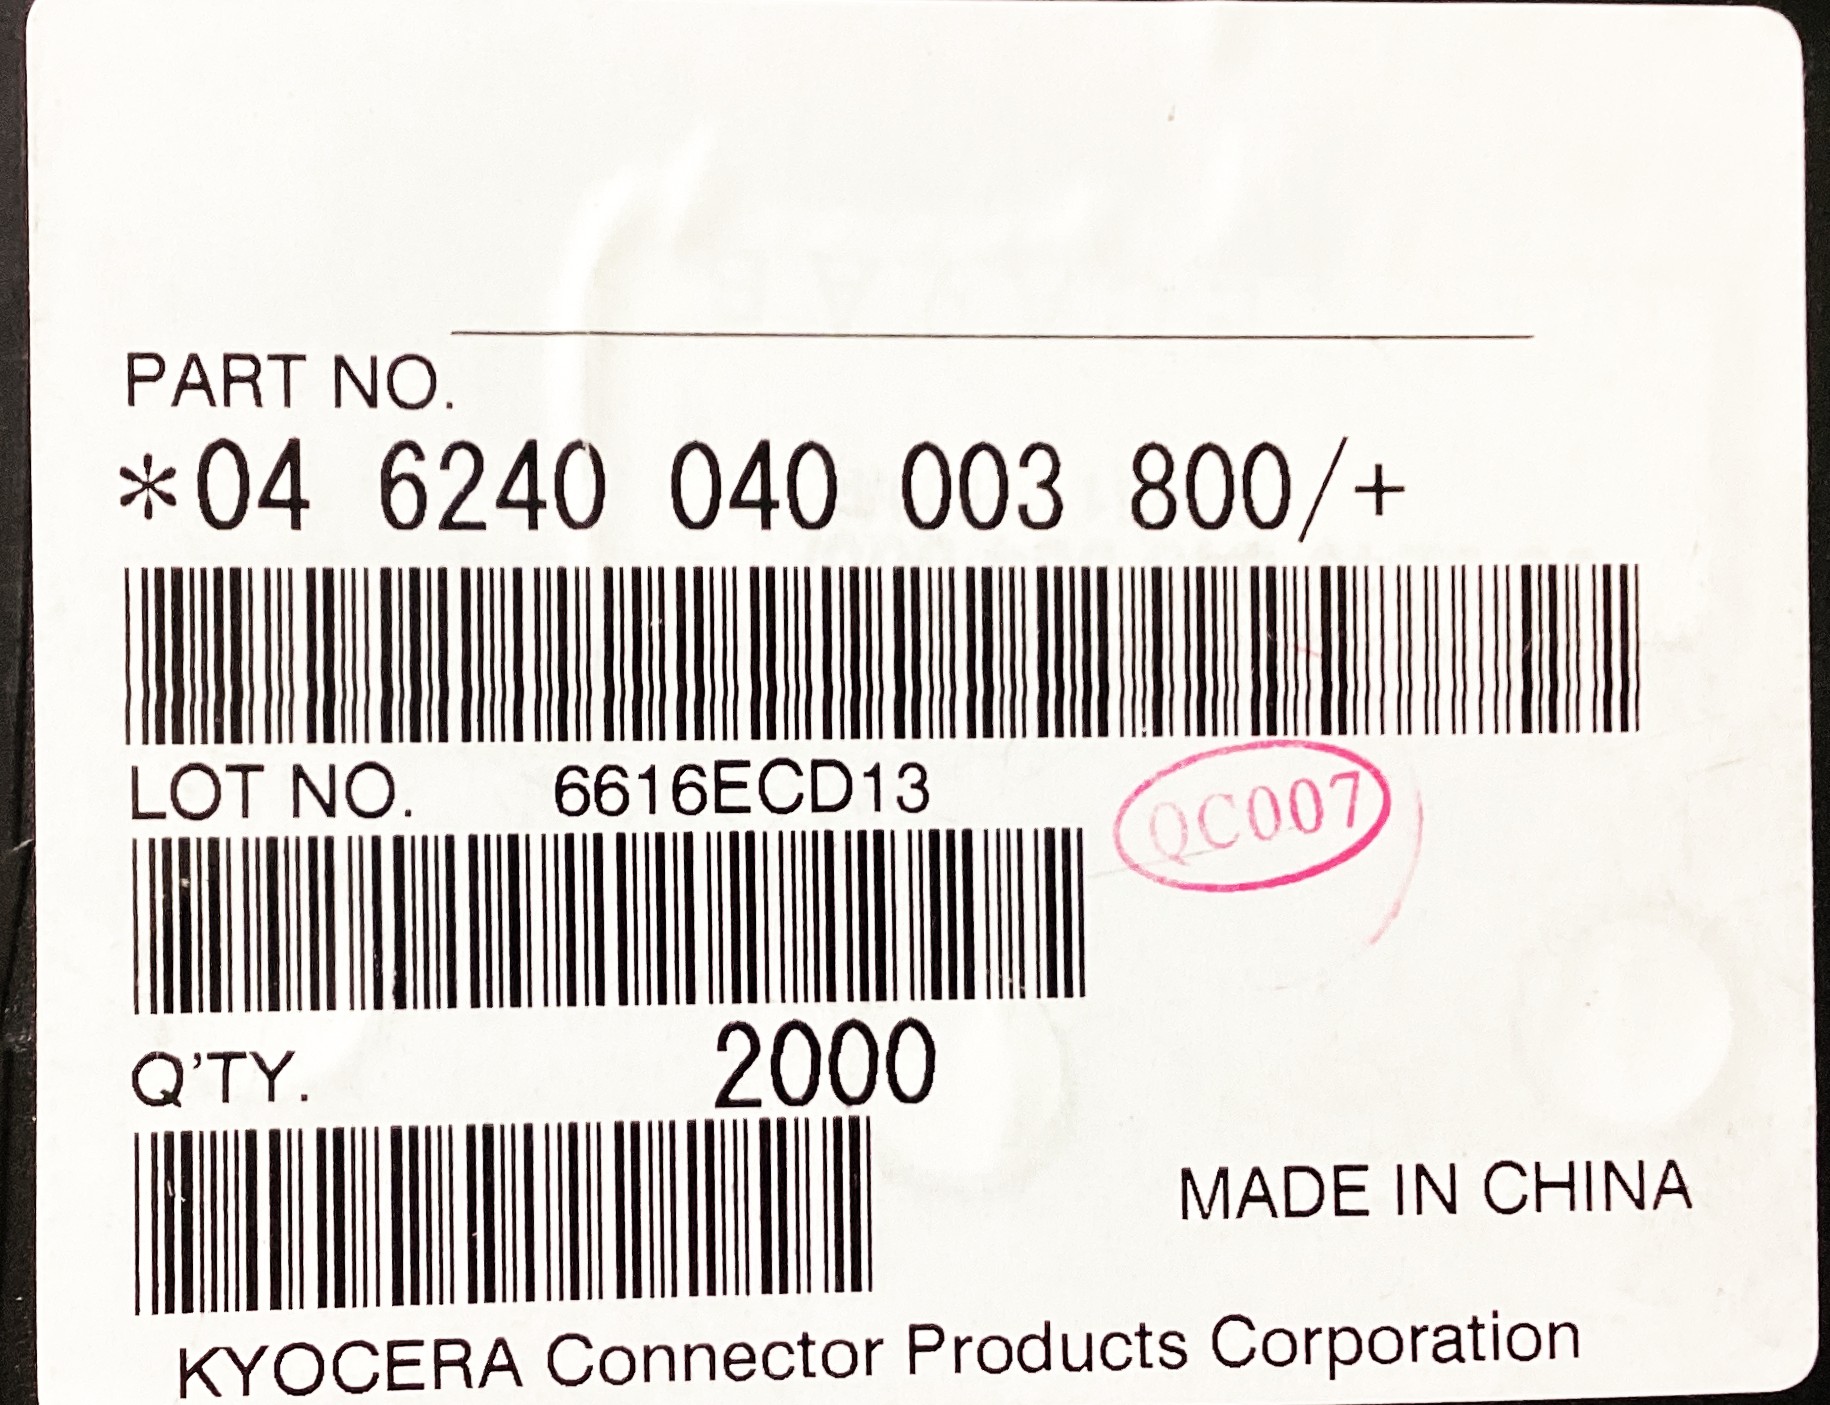 PART NO.
*04 6240 040 003 800/+
LOT NO. 6616ECD13
QC007
Q'TY. 2000
MADE IN CHINA
KYOCERA Connector Products Corporation